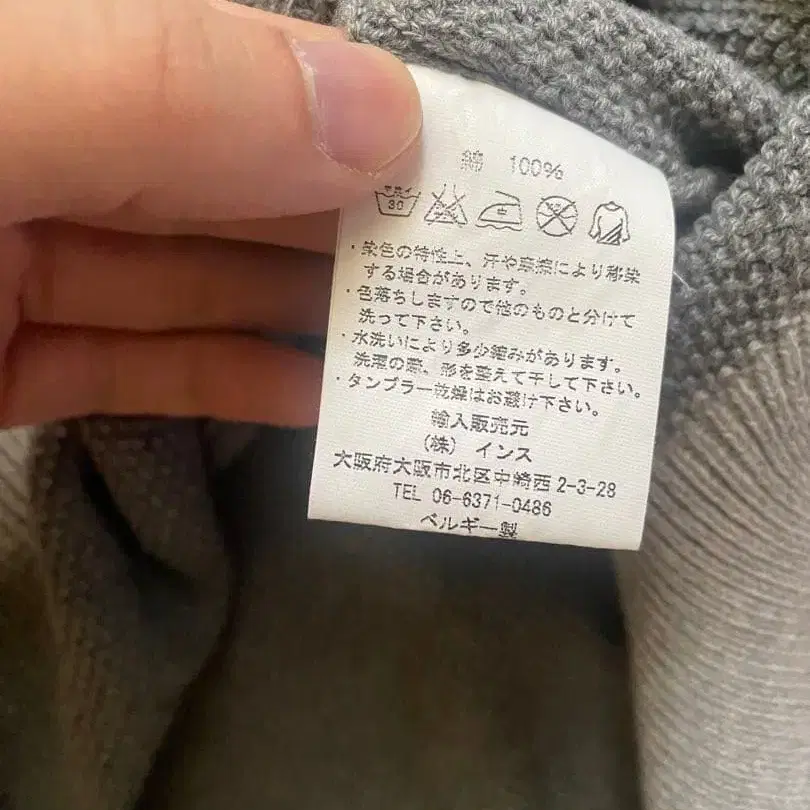 綿 100%
手洗イ 30
・染色の特性上、汗や摩擦により移染
する場合があります。
・色落ちしますので他のものと分けて
洗って下さい。
・水洗いにより多少縮みがあります。
洗濯の際、形を整えて干して下さい。
・タンブラー乾燥はお避け下さい。
輸入販売元
(株) インス
大阪府大阪市北区中崎西 2-3-28
TEL 06-6371-0486
ベルギー製